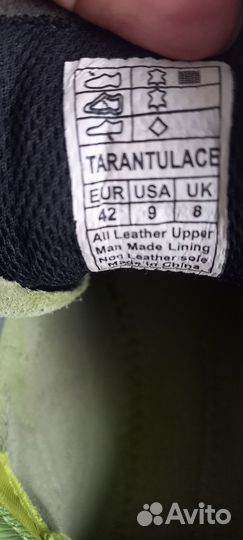 TARANTULACE
EUR USA UK
42 9 8
All Leather Upper
Man Made Lining
Non Leather sole
Made In China
Avito